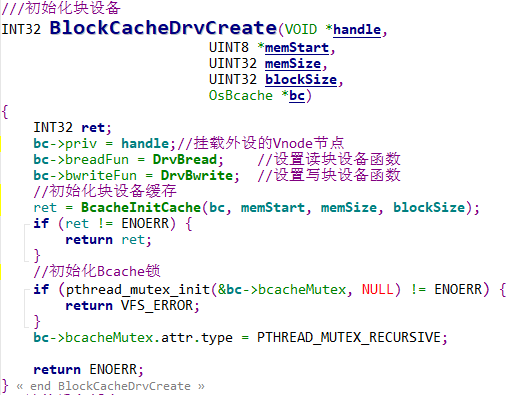 ///初始化块设备
INT32 BlockCacheDrvCreate(VOID *handle,
UINT8 *memStart,
UINT32 memSize,
UINT32 blockSize,
OsBcache *bc)
{
INT32 ret;
bc->priv = handle;//挂载外设的Vnode节点
bc->breadFun = DrvBread; //设置读块设备函数
bc->bwriteFun = DrvBwrite; //设置写块设备函数
//初始化块设备缓存
ret = BcacheInitCache(bc, memStart, memSize, blockSize);
if (ret != ENOERR) {
return ret;
}
//初始化Bcache锁
if (pthread_mutex_init(&bc->bcacheMutex, NULL) != ENOERR) {
return VFS_ERROR;
}
bc->bcacheMutex.attr.type = PTHREAD_MUTEX_RECURSIVE;
return ENOERR;
} « end BlockCacheDrvCreate »